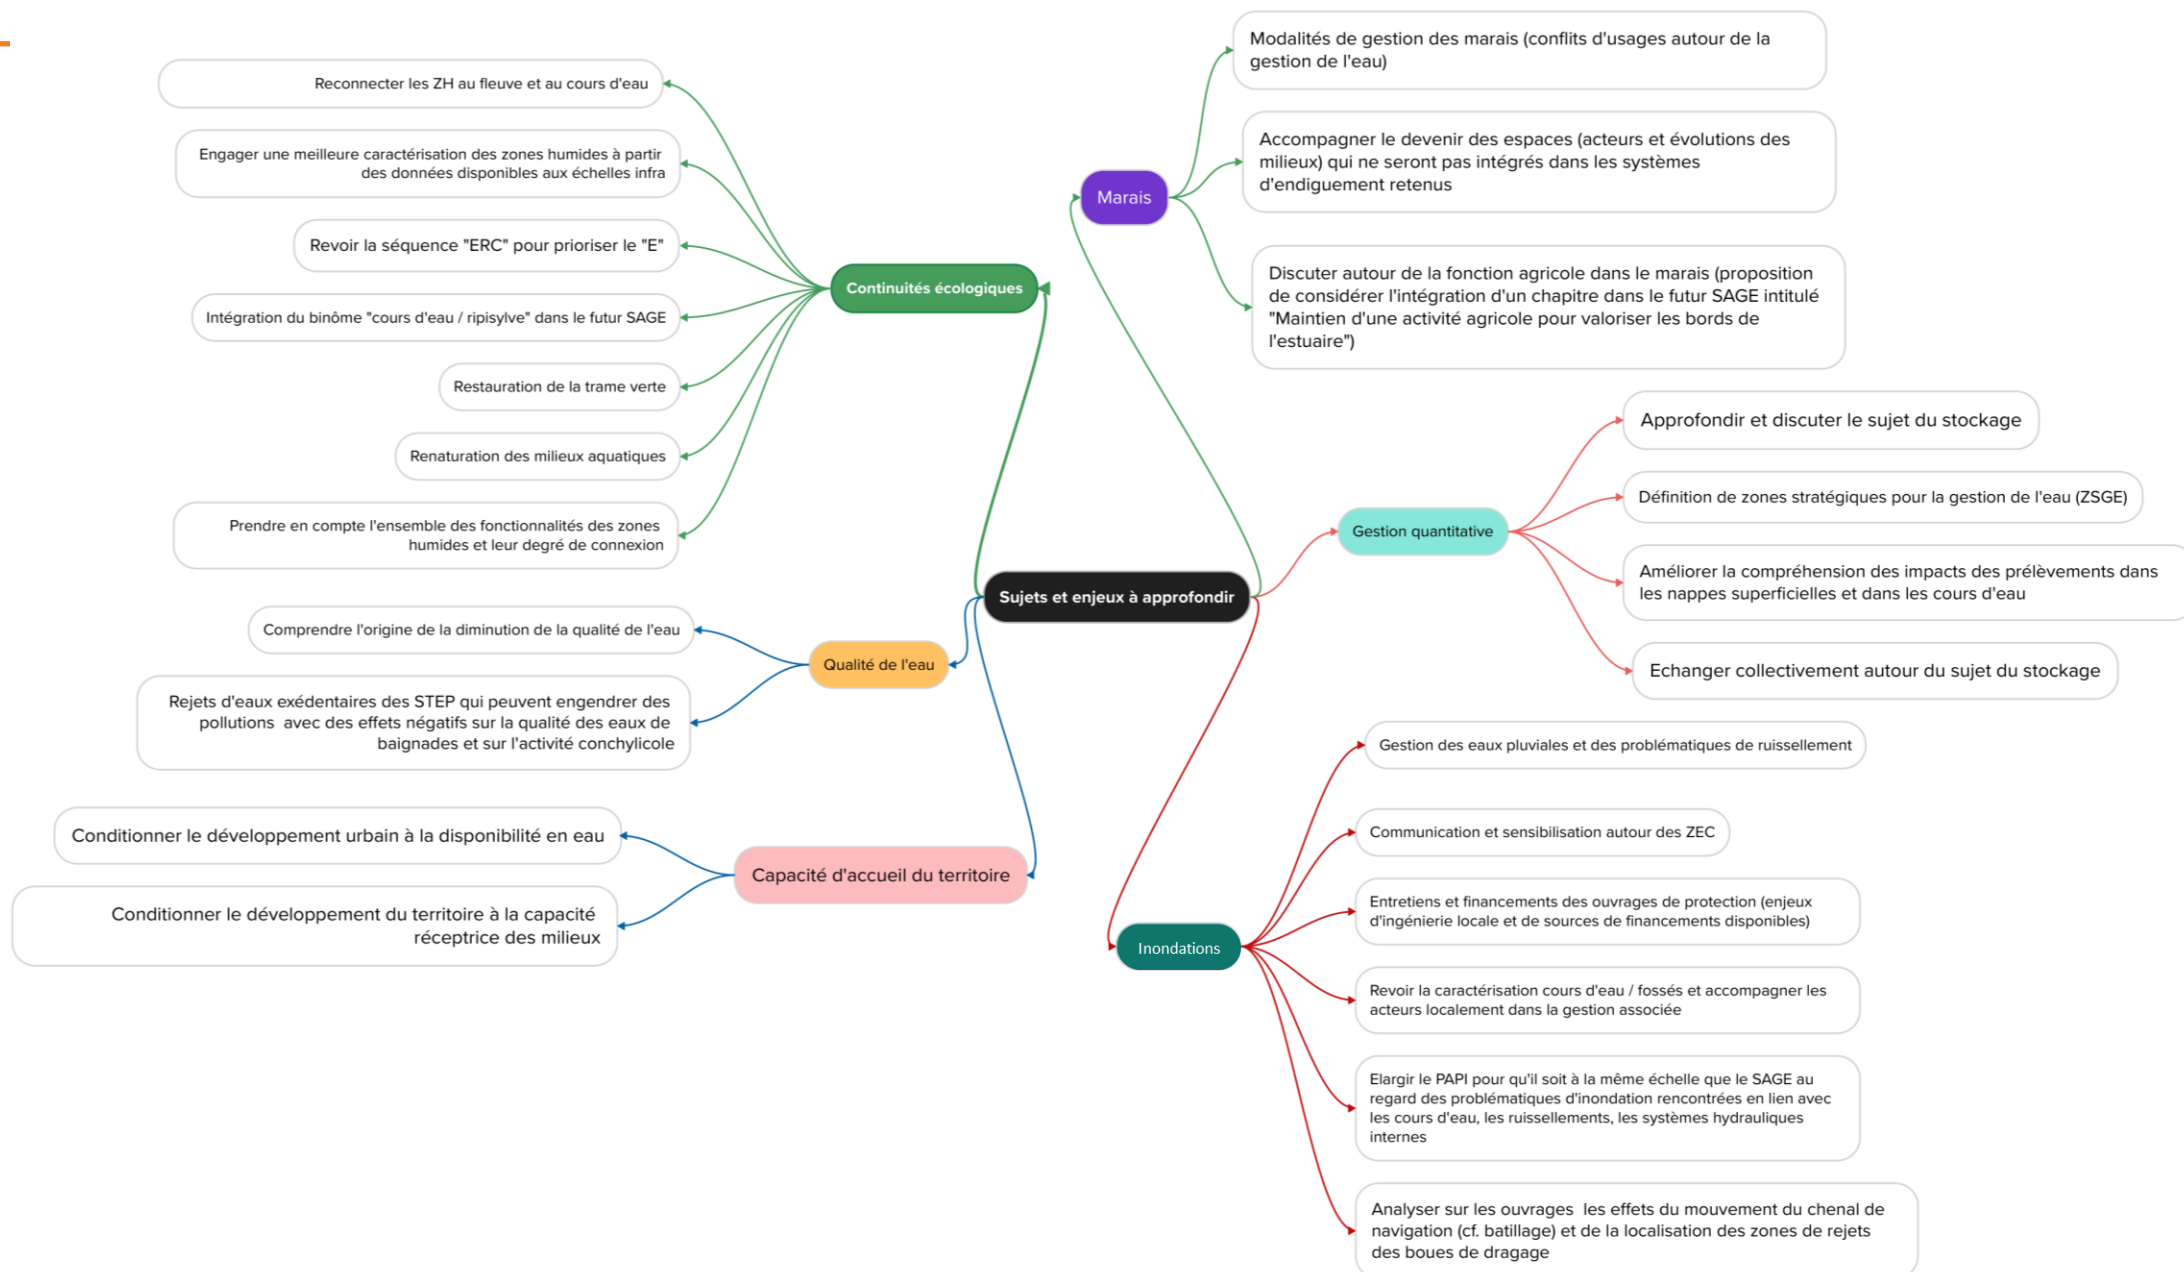 Sujets et enjeux à approfondir
Continuités écologiques
Reconnecter les ZH au fleuve et au cours d'eau
Engager une meilleure caractérisation des zones humides à partir
des données disponibles aux échelles infra
Revoir la séquence "ERC" pour prioriser le "E"
Intégration du binôme "cours d'eau / ripisylve" dans le futur SAGE
Restauration de la trame verte
Renaturation des milieux aquatiques
Prendre en compte l'ensemble des fonctionnalités des zones
humides et leur degré de connexion
Qualité de l'eau
Comprendre l'origine de la diminution de la qualité de l'eau
Rejets d'eaux exédentaires des STEP qui peuvent engendrer des
pollutions  avec des effets négatifs sur la qualité des eaux de
baignades et sur l'activité conchylicole
Capacité d'accueil du territoire
Conditionner le développement urbain à la disponibilité en eau
Conditionner le développement du territoire à la capacité
réceptrice des milieux
Marais
Modalités de gestion des marais (conflits d'usages autour de la
gestion de l'eau)
Accompagner le devenir des espaces (acteurs et évolutions des
milieux) qui ne seront pas intégrés dans les systèmes
d'endiguement retenus
Discuter autour de la fonction agricole dans le marais (proposition
de considérer l'intégration d'un chapitre dans le futur SAGE intitulé
"Maintien d'une activité agricole pour valoriser les bords de
l'estuaire")
Gestion quantitative
Approfondir et discuter le sujet du stockage
Définition de zones stratégiques pour la gestion de l'eau (ZSGE)
Améliorer la compréhension des impacts des prélèvements dans
les nappes superficielles et dans les cours d'eau
Echanger collectivement autour du sujet du stockage
Inondations
Gestion des eaux pluviales et des problématiques de ruissellement
Communication et sensibilisation autour des ZEC
Entretiens et financements des ouvrages de protection (enjeux
d'ingénierie locale et de sources de financements disponibles)
Revoir la caractérisation cours d'eau / fossés et accompagner les
acteurs localement dans la gestion associée
Elargir le PAPI pour qu'il soit à la même échelle que le SAGE au
regard des problématiques d'inondation rencontrées en lien avec
les cours d'eau, les ruissellements, les systèmes hydrauliques
internes
Analyser sur les ouvrages  les effets du mouvement du chenal de
navigation (cf. batillage) et de la localisation des zones de rejets
des boues de dragage